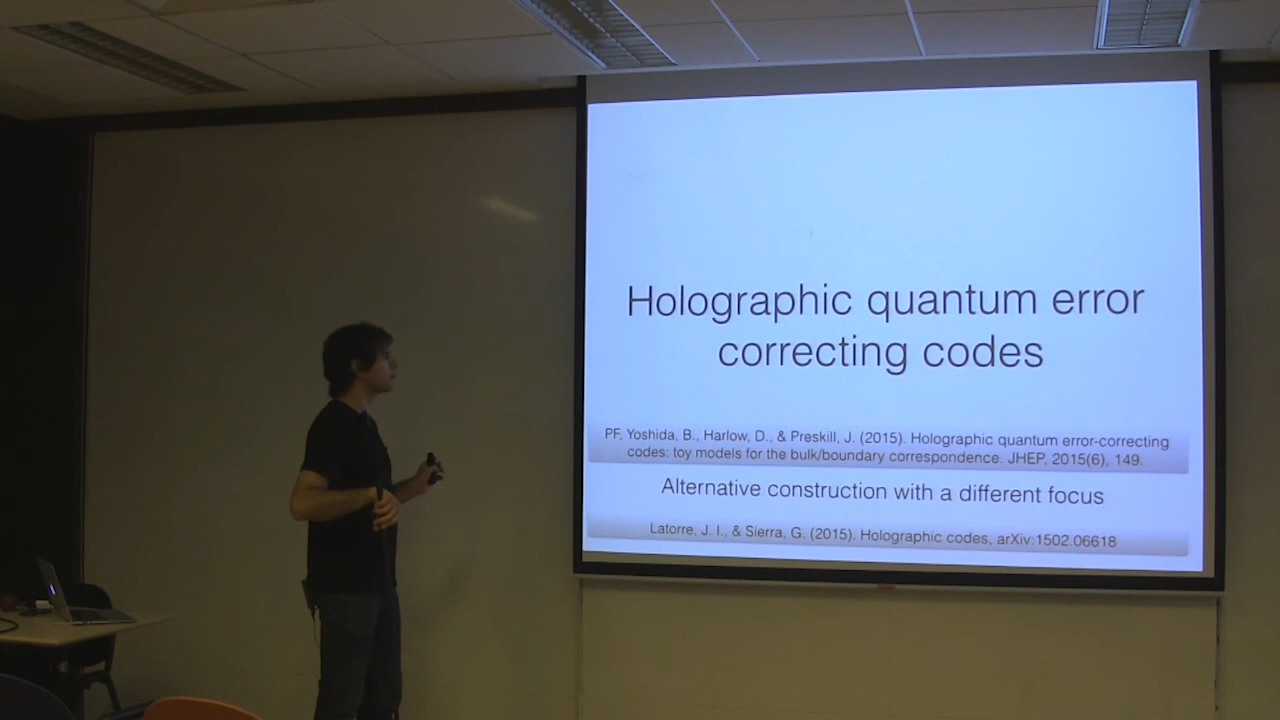 Holographic quantum error
correcting codes
PF, Yoshida, B., Harlow, D., & Preskill, J. (2015). Holographic quantum error-correcting
codes: toy models for the bulk/boundary correspondence. JHEP, 2015(6), 149.
Alternative construction with a different focus
Latorre, J. I., & Sierra, G. (2015). Holographic codes, arXiv:1502.06618